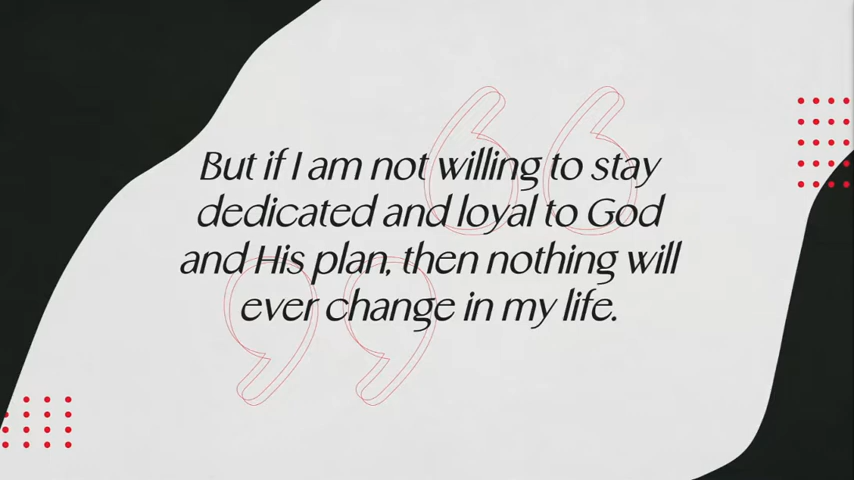 But if I am not willing to stay
dedicated and loyal to God
and His plan, then nothing will
ever change in my life.